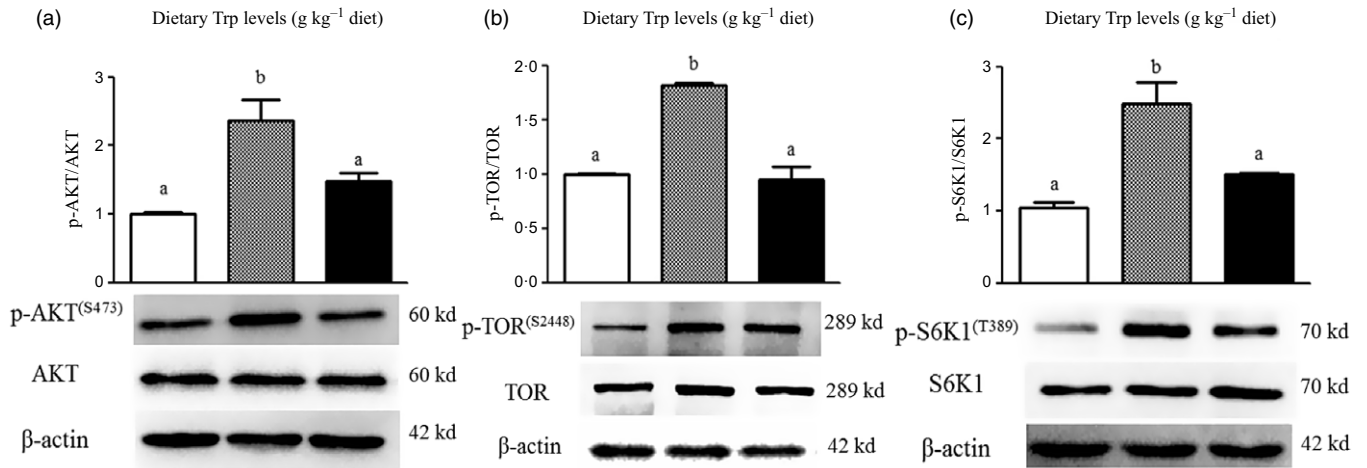 (a) Dietary Trp levels (g kg⁻¹ diet)
p-AKT/AKT
3
2
1
0
a
b
a
p-AKT(S473) 60 kd
AKT 60 kd
β-actin 42 kd
(b) Dietary Trp levels (g kg⁻¹ diet)
p-TOR/TOR
2·0
1·5
1·0
0·5
0·0
a
b
a
p-TOR(S2448) 289 kd
TOR 289 kd
β-actin 42 kd
(c) Dietary Trp levels (g kg⁻¹ diet)
p-S6K1/S6K1
3
2
1
0
a
b
a
p-S6K1(T389) 70 kd
S6K1 70 kd
β-actin 42 kd